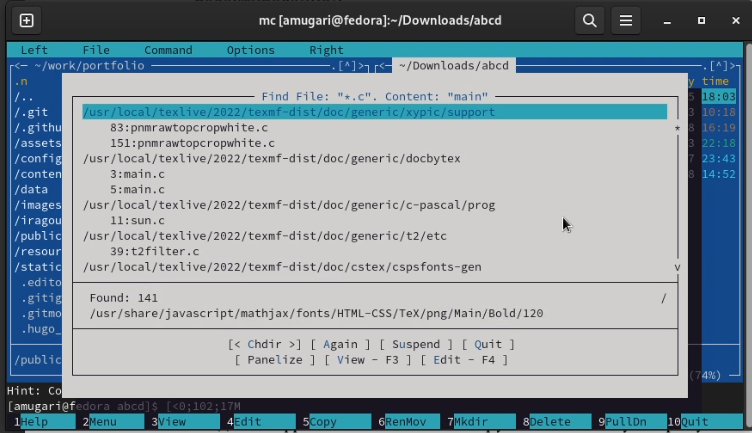 mc [amugari@fedora]:~/Downloads/abcd
Left File Command Options Right
<— ~/work/portfolio .[^]> <— ~/Downloads/abcd .[^]>
.n y time
/.. 18:03
/.git 3 10:18
/.githu 8 16:19
/assets 3 22:18
/config 7 23:43
/conten 8 14:52
/data
/images
/iragou
/public
/resour
/static
.edito
.gitig
.gitmo
.hugo_
/public (74%)
Find File: "*.c". Content: "main"
/usr/local/texlive/2022/texmf-dist/doc/generic/xypic/support
83:pnmrawtopcropwhite.c *
151:pnmrawtopcropwhite.c
/usr/local/texlive/2022/texmf-dist/doc/generic/docbytex
3:main.c
5:main.c
/usr/local/texlive/2022/texmf-dist/doc/generic/c-pascal/prog
11:sun.c
/usr/local/texlive/2022/texmf-dist/doc/generic/t2/etc
39:t2filter.c
/usr/local/texlive/2022/texmf-dist/doc/cstex/cspsfonts-gen v
Found: 141 /
/usr/share/javascript/mathjax/fonts/HTML-CSS/TeX/png/Main/Bold/120
[< Chdir >] [ Again ] [ Suspend ] [ Quit ]
[ Panelize ] [ View - F3 ] [ Edit - F4 ]
Hint: Co
[amugari@fedora abcd]$ [<0;102;17M
1Help 2Menu 3View 4Edit 5Copy 6RenMov 7Mkdir 8Delete 9PullDn 10Quit